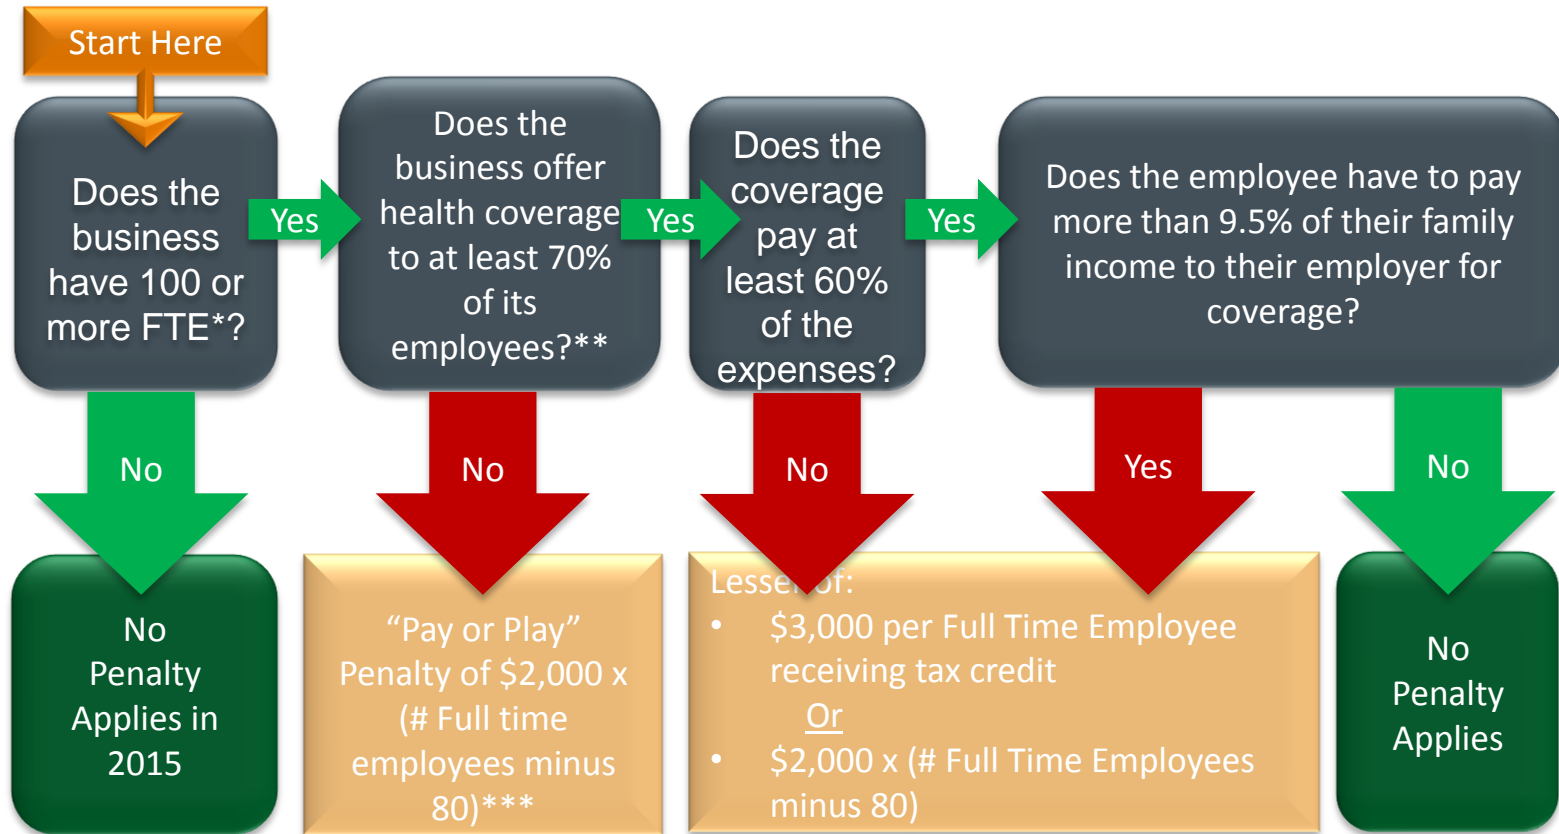 Start Here
Does the
business
have 100 or
more FTE*?
Yes
Does the
business offer
health coverage
to at least 70%
of its
employees?**
Yes
Does the
coverage
pay at
least 60%
of the
expenses?
Yes
Does the employee have to pay
more than 9.5% of their family
income to their employer for
coverage?
No
No
No
Yes
No
No
Penalty
Applies in
2015
“Pay or Play”
Penalty of $2,000 x
(# Full time
employees minus
80)***
Lesser of:
• $3,000 per Full Time Employee
receiving tax credit
Or
• $2,000 x (# Full Time Employees
minus 80)
No
Penalty
Applies